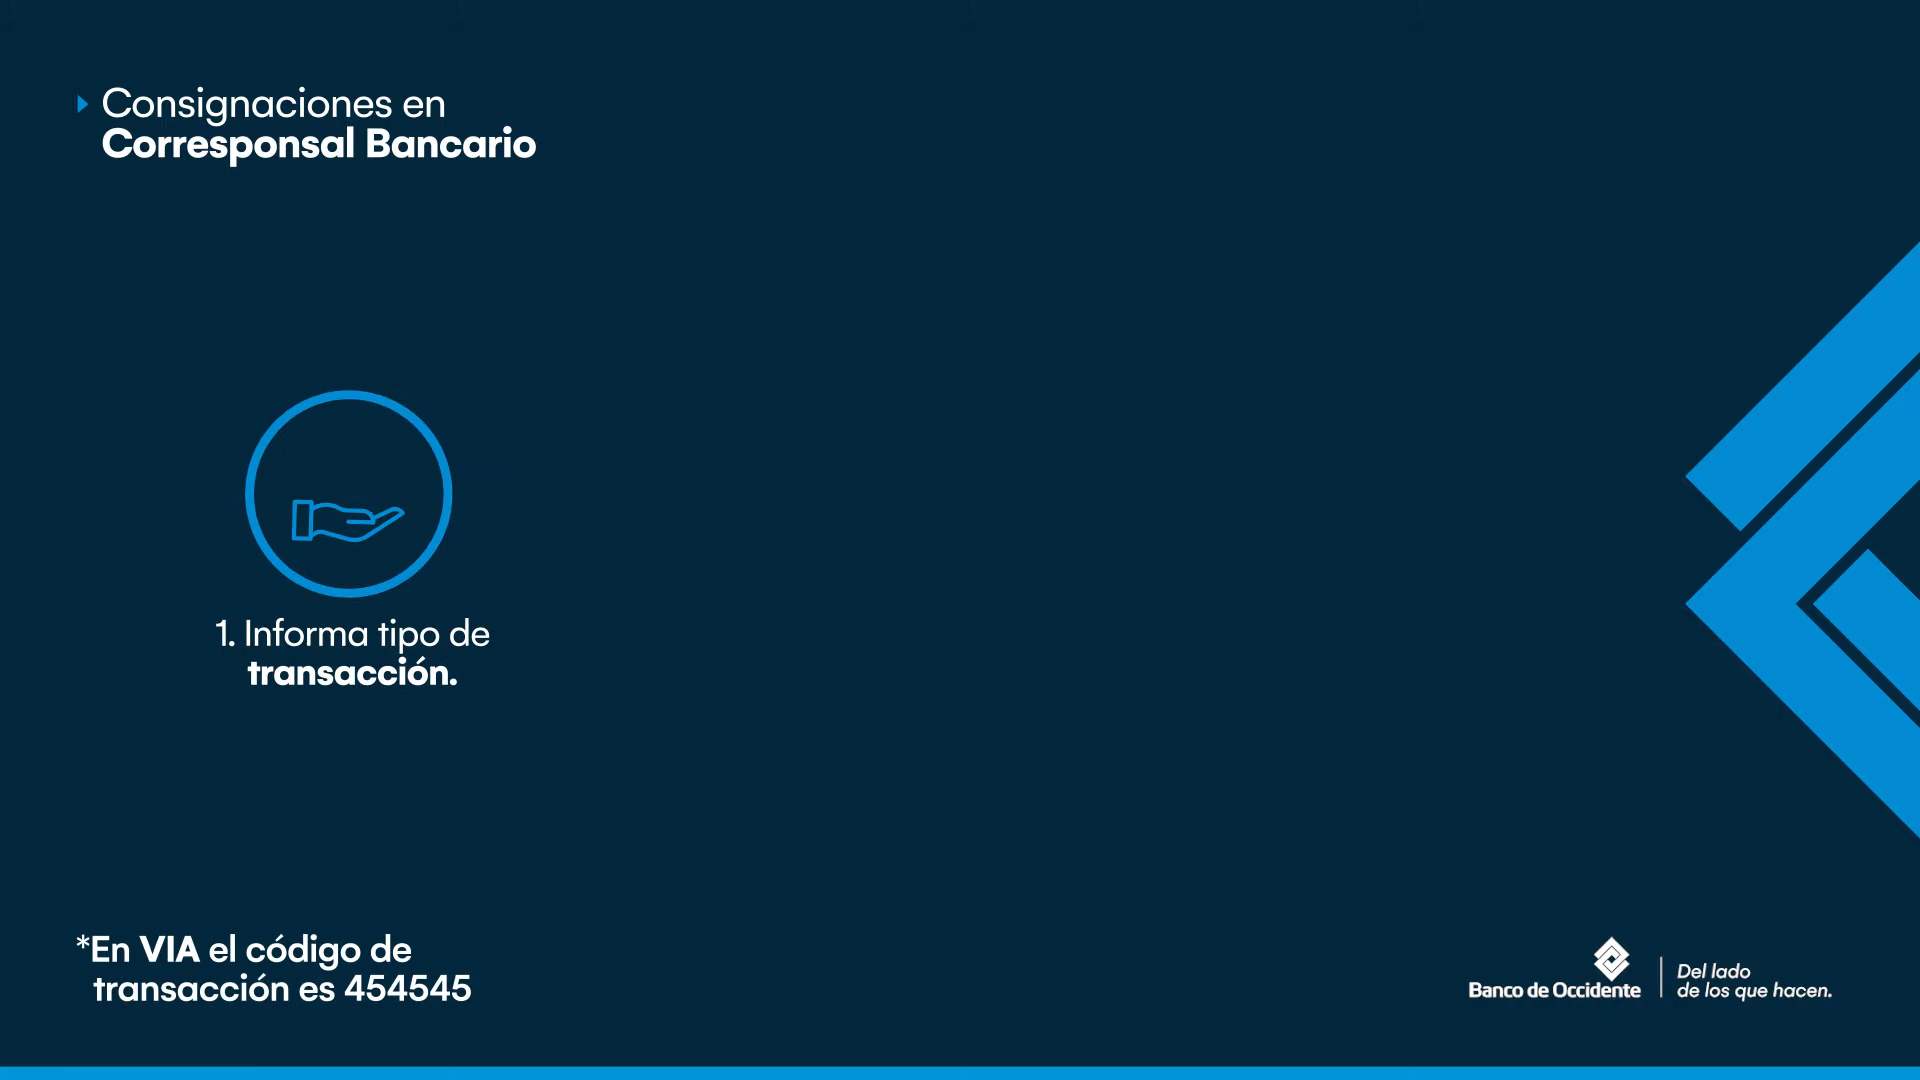 Consignaciones en
Corresponsal Bancario
1. Informa tipo de
transacción.
*En VIA el código de
transacción es 454545
Banco de Occidente
Del lado
de los que hacen.